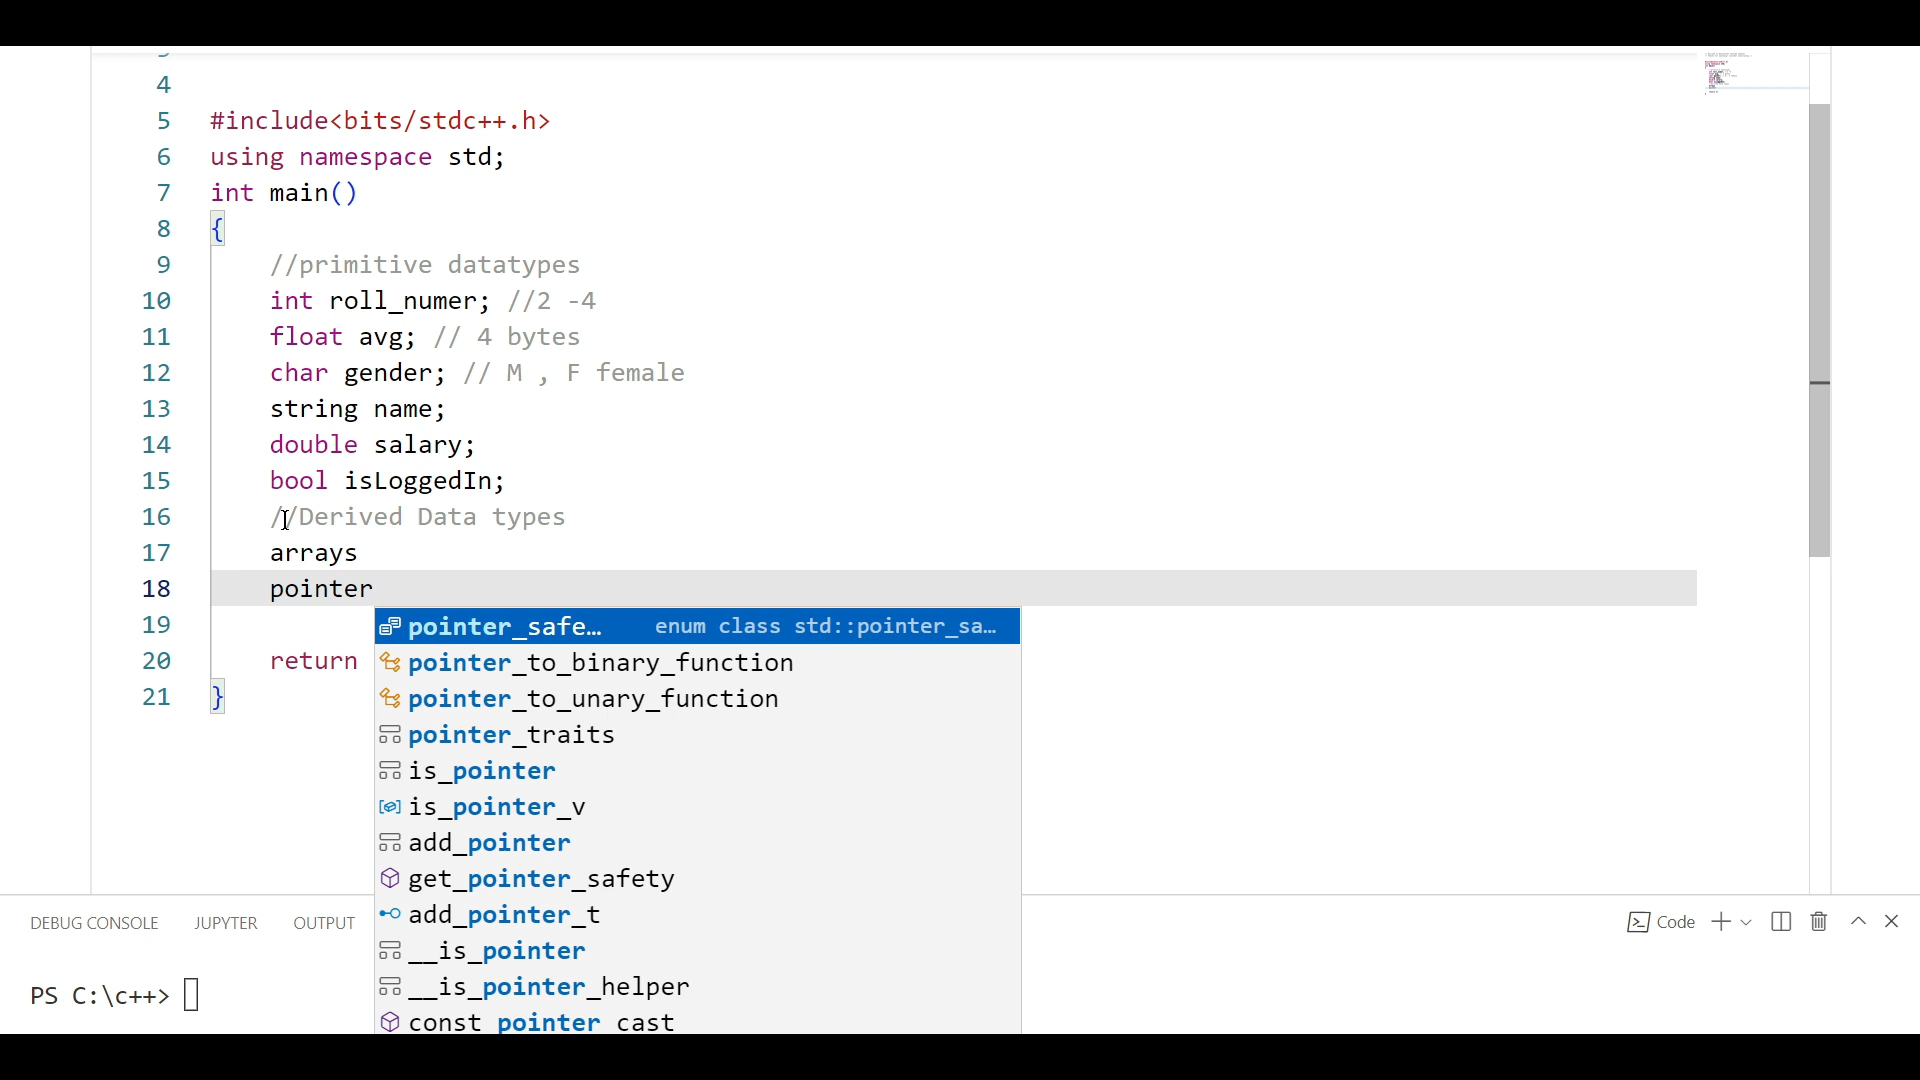 4
5 #include<bits/stdc++.h>
6 using namespace std;
7 int main()
8 {
9 //primitive datatypes
10 int roll_numer; //2 -4
11 float avg; // 4 bytes
12 char gender; // M , F female
13 string name;
14 double salary;
15 bool isLoggedIn;
16 //Derived Data types
17 arrays
18 pointer
19
20 return
21 }
pointer_safe… enum class std::pointer_sa…
pointer_to_binary_function
pointer_to_unary_function
pointer_traits
is_pointer
is_pointer_v
add_pointer
get_pointer_safety
add_pointer_t
__is_pointer
__is_pointer_helper
const_pointer_cast
DEBUG CONSOLE JUPYTER OUTPUT Code
PS C:\c++>